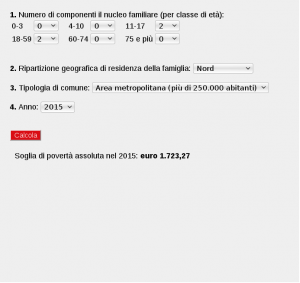 1. Numero di componenti il nucleo familiare (per classe di età):
0-3 0 4-10 0 11-17 2
18-59 2 60-74 0 75 e più 0
2. Ripartizione geografica di residenza della famiglia: Nord
3. Tipologia di comune: Area metropolitana (più di 250.000 abitanti)
4. Anno: 2015
Calcola
Soglia di povertà assoluta nel 2015: euro 1.723,27